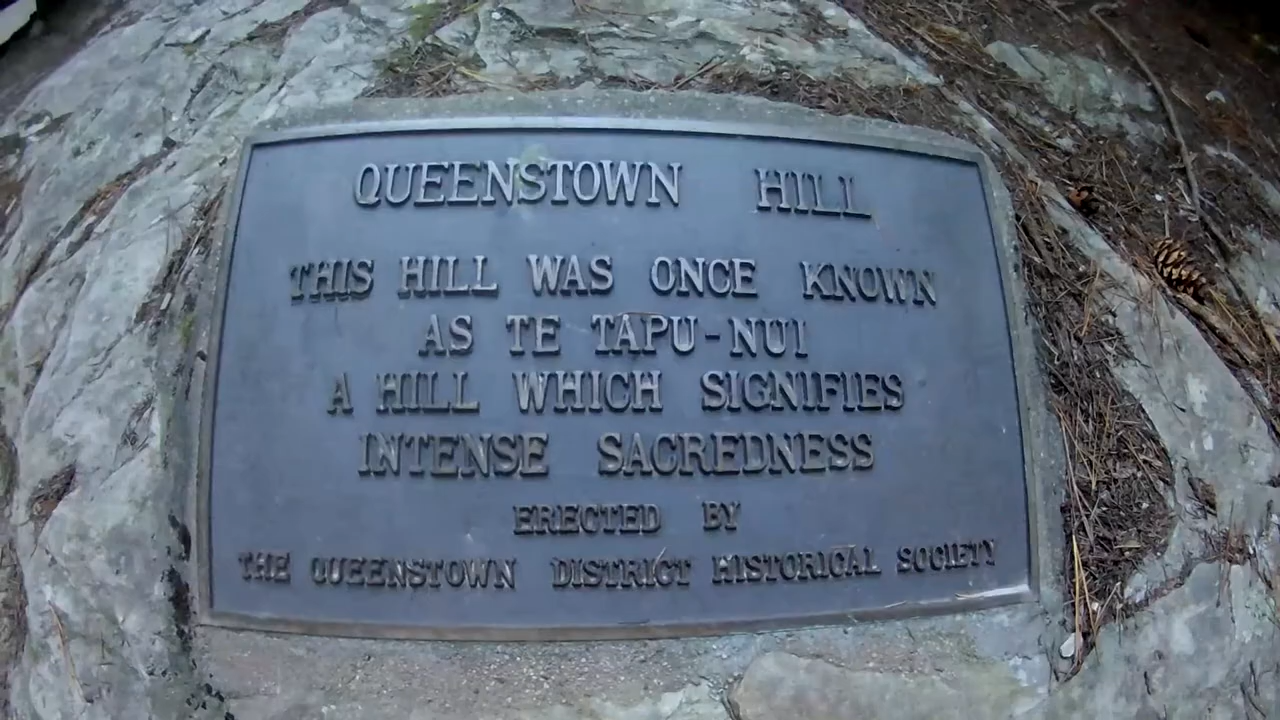 QUEENSTOWN HILL
THIS HILL WAS ONCE KNOWN
AS TE TAPU-NUI
A HILL WHICH SIGNIFIES
INTENSE SACREDNESS
ERECTED BY
THE QUEENSTOWN DISTRICT HISTORICAL SOCIETY